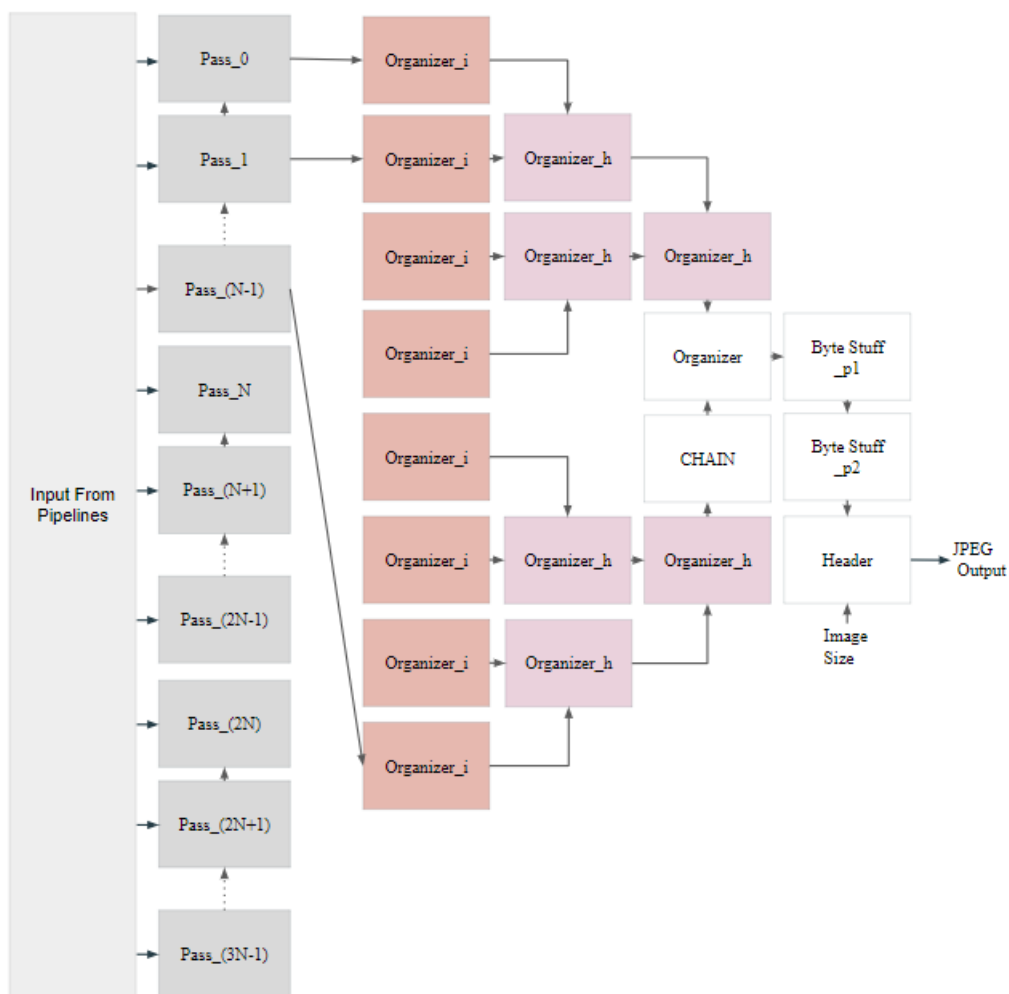 Input From
Pipelines
Pass_0
Pass_1
Pass_(N-1)
Pass_N
Pass_(N+1)
Pass_(2N-1)
Pass_(2N)
Pass_(2N+1)
Pass_(3N-1)
Organizer_i
Organizer_i
Organizer_i
Organizer_i
Organizer_i
Organizer_i
Organizer_i
Organizer_i
Organizer_h
Organizer_h
Organizer_h
Organizer_h
Organizer_h
Organizer
CHAIN
Organizer_h
Byte Stuff
_p1
Byte Stuff
_p2
Header
JPEG
Output
Image
Size